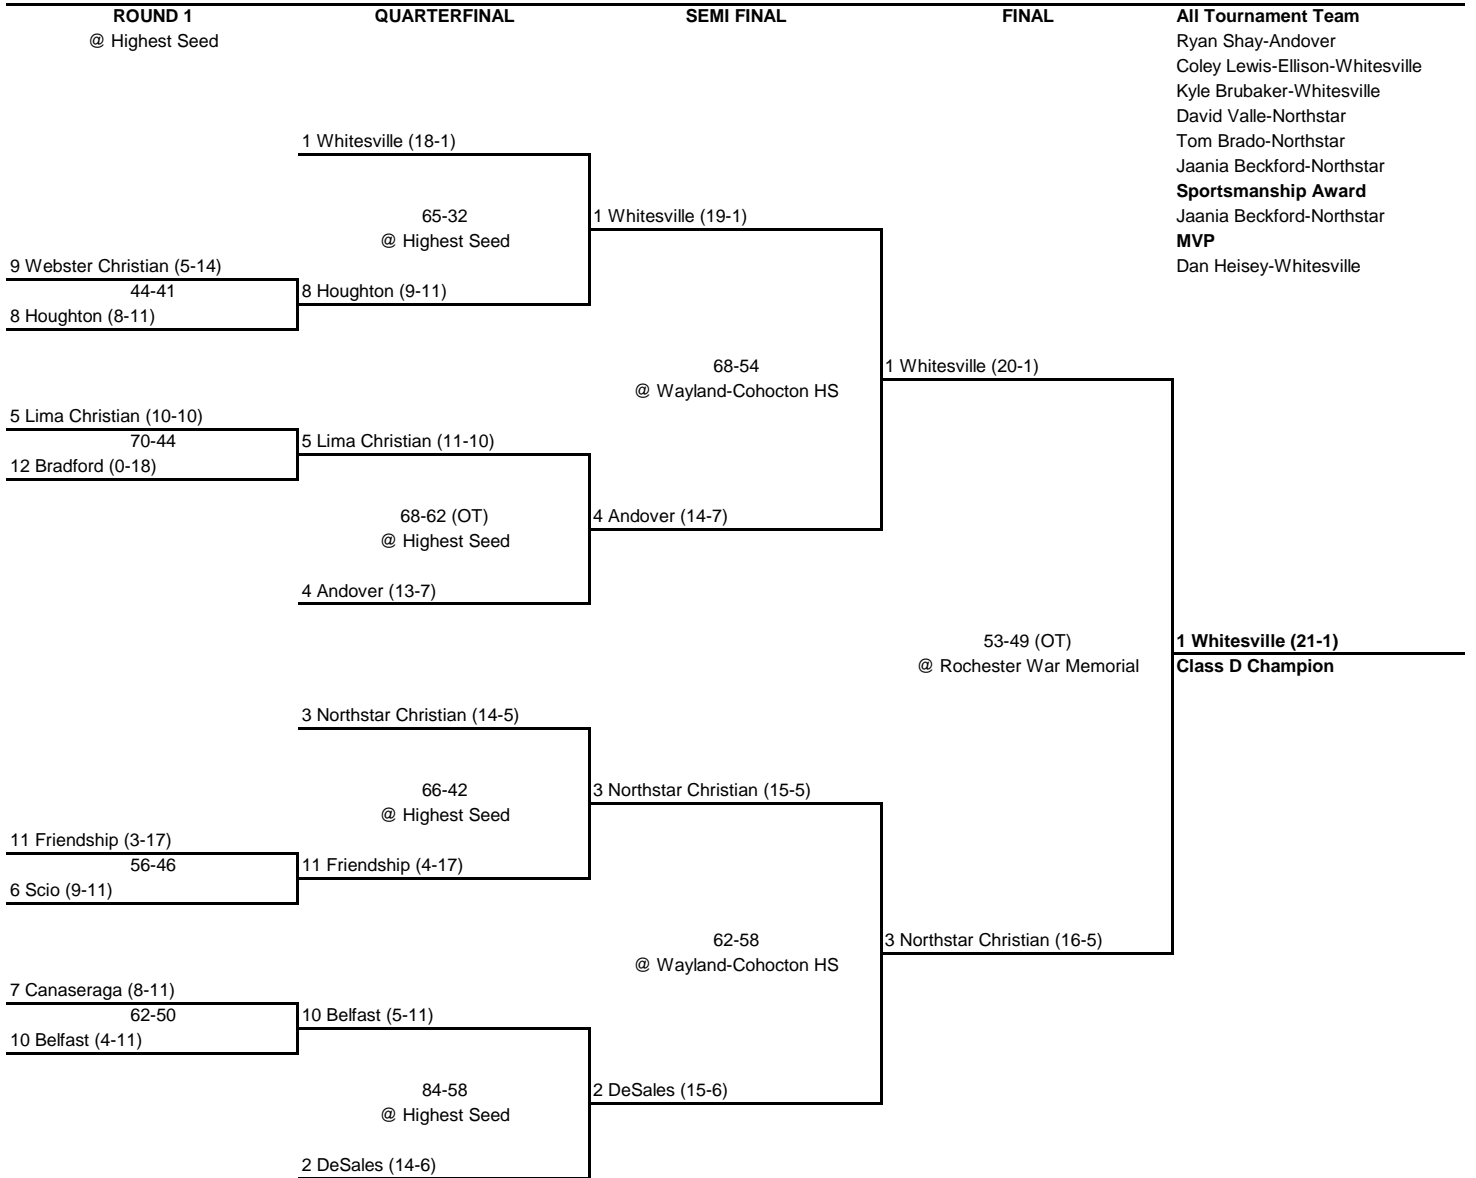 ROUND 1
@ Highest Seed
QUARTERFINAL
SEMI FINAL
FINAL
All Tournament Team
Ryan Shay-Andover
Coley Lewis-Ellison-Whitesville
Kyle Brubaker-Whitesville
David Valle-Northstar
Tom Brado-Northstar
Jaania Beckford-Northstar
Sportsmanship Award
Jaania Beckford-Northstar
MVP
Dan Heisey-Whitesville
1 Whitesville (18-1)
65-32
@ Highest Seed
1 Whitesville (19-1)
9 Webster Christian (5-14)
44-41
8 Houghton (8-11)
8 Houghton (9-11)
68-54
@ Wayland-Cohocton HS
1 Whitesville (20-1)
5 Lima Christian (10-10)
70-44
12 Bradford (0-18)
5 Lima Christian (11-10)
68-62 (OT)
@ Highest Seed
4 Andover (14-7)
4 Andover (13-7)
53-49 (OT)
@ Rochester War Memorial
1 Whitesville (21-1)
Class D Champion
3 Northstar Christian (14-5)
66-42
@ Highest Seed
3 Northstar Christian (15-5)
11 Friendship (3-17)
56-46
6 Scio (9-11)
11 Friendship (4-17)
62-58
@ Wayland-Cohocton HS
3 Northstar Christian (16-5)
7 Canaseraga (8-11)
62-50
10 Belfast (4-11)
10 Belfast (5-11)
84-58
@ Highest Seed
2 DeSales (15-6)
2 DeSales (14-6)